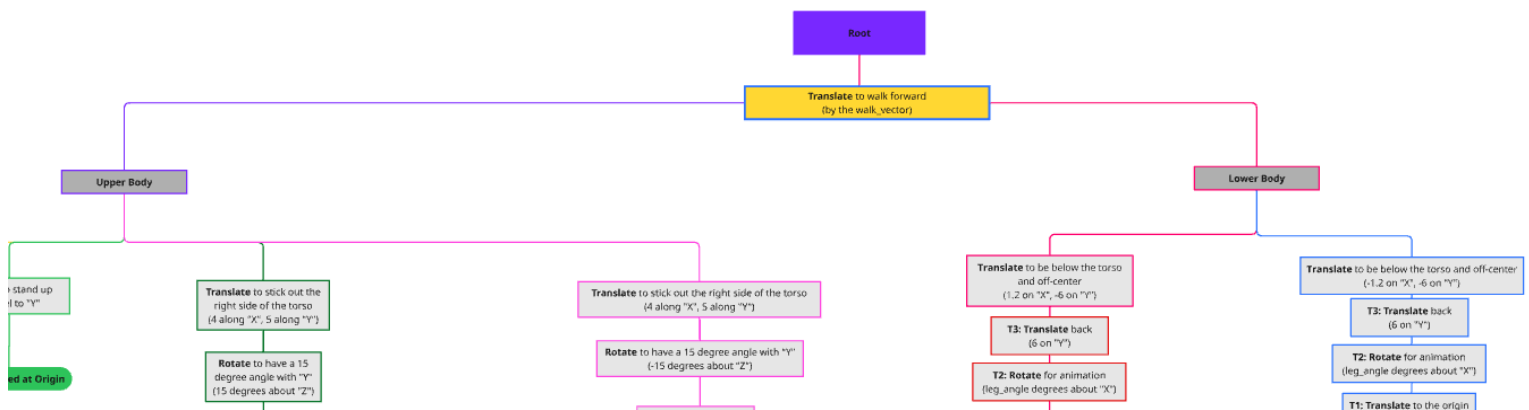 Root
Translate to walk forward
(by the walk_vector)
Upper Body
Lower Body
stand up
to "Y"
ed at Origin
Translate to stick out the
right side of the torso
(4 along "X", 5 along "Y")
Rotate to have a 15
degree angle with "Y"
(15 degrees about "Z")
Translate to stick out the right side of the torso
(4 along "X", 5 along "Y")
Rotate to have a 15 degree angle with "Y"
(-15 degrees about "Z")
Translate to be below the torso
and off-center
(1.2 on "X", -6 on "Y")
T3: Translate back
(6 on "Y")
T2: Rotate for animation
(leg_angle degrees about "X")
Translate to be below the torso and off-center
(-1.2 on "X", -6 on "Y")
T3: Translate back
(6 on "Y")
T2: Rotate for animation
(leg_angle degrees about "X")
T1: Translate to the origin